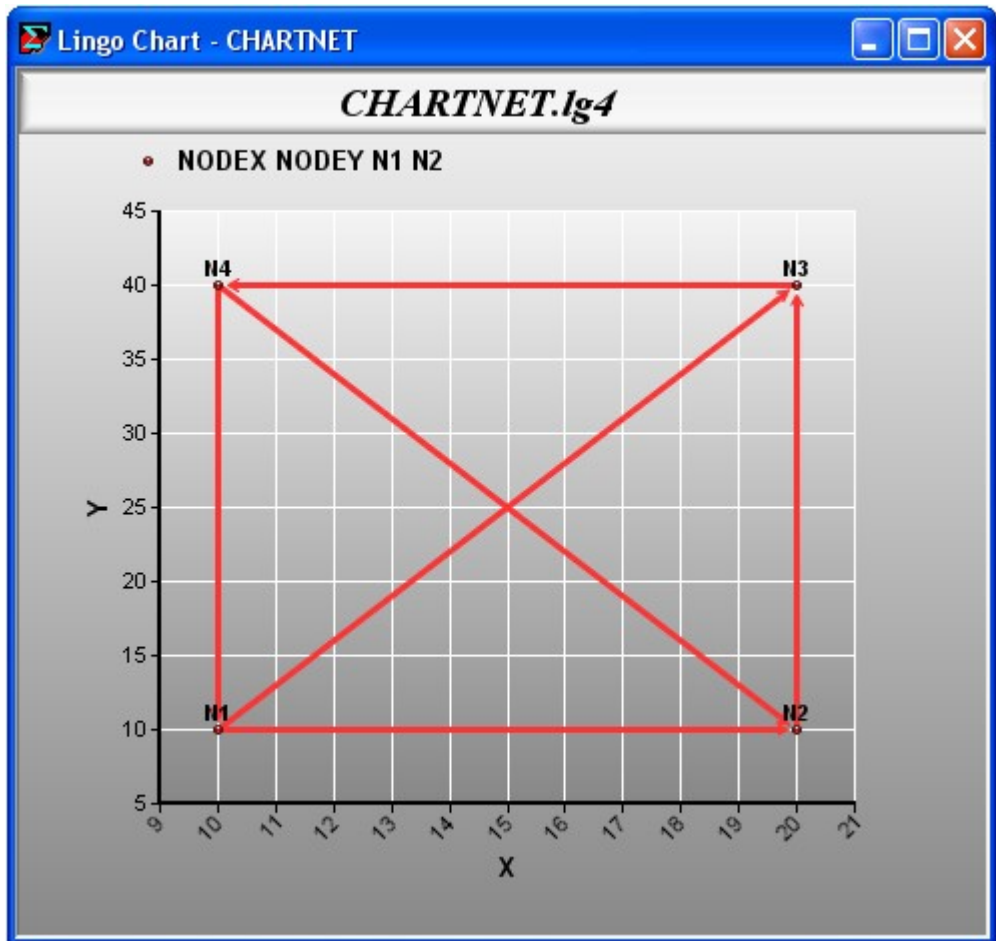 Lingo Chart - CHARTNET
CHARTNET.lg4
NODEX NODEY N1 N2
45
N4 N3
40
35
30
Y 25
20
15
N1 N2
10
5
9 10 11 12 13 14 15 16 17 18 19 20 21
X